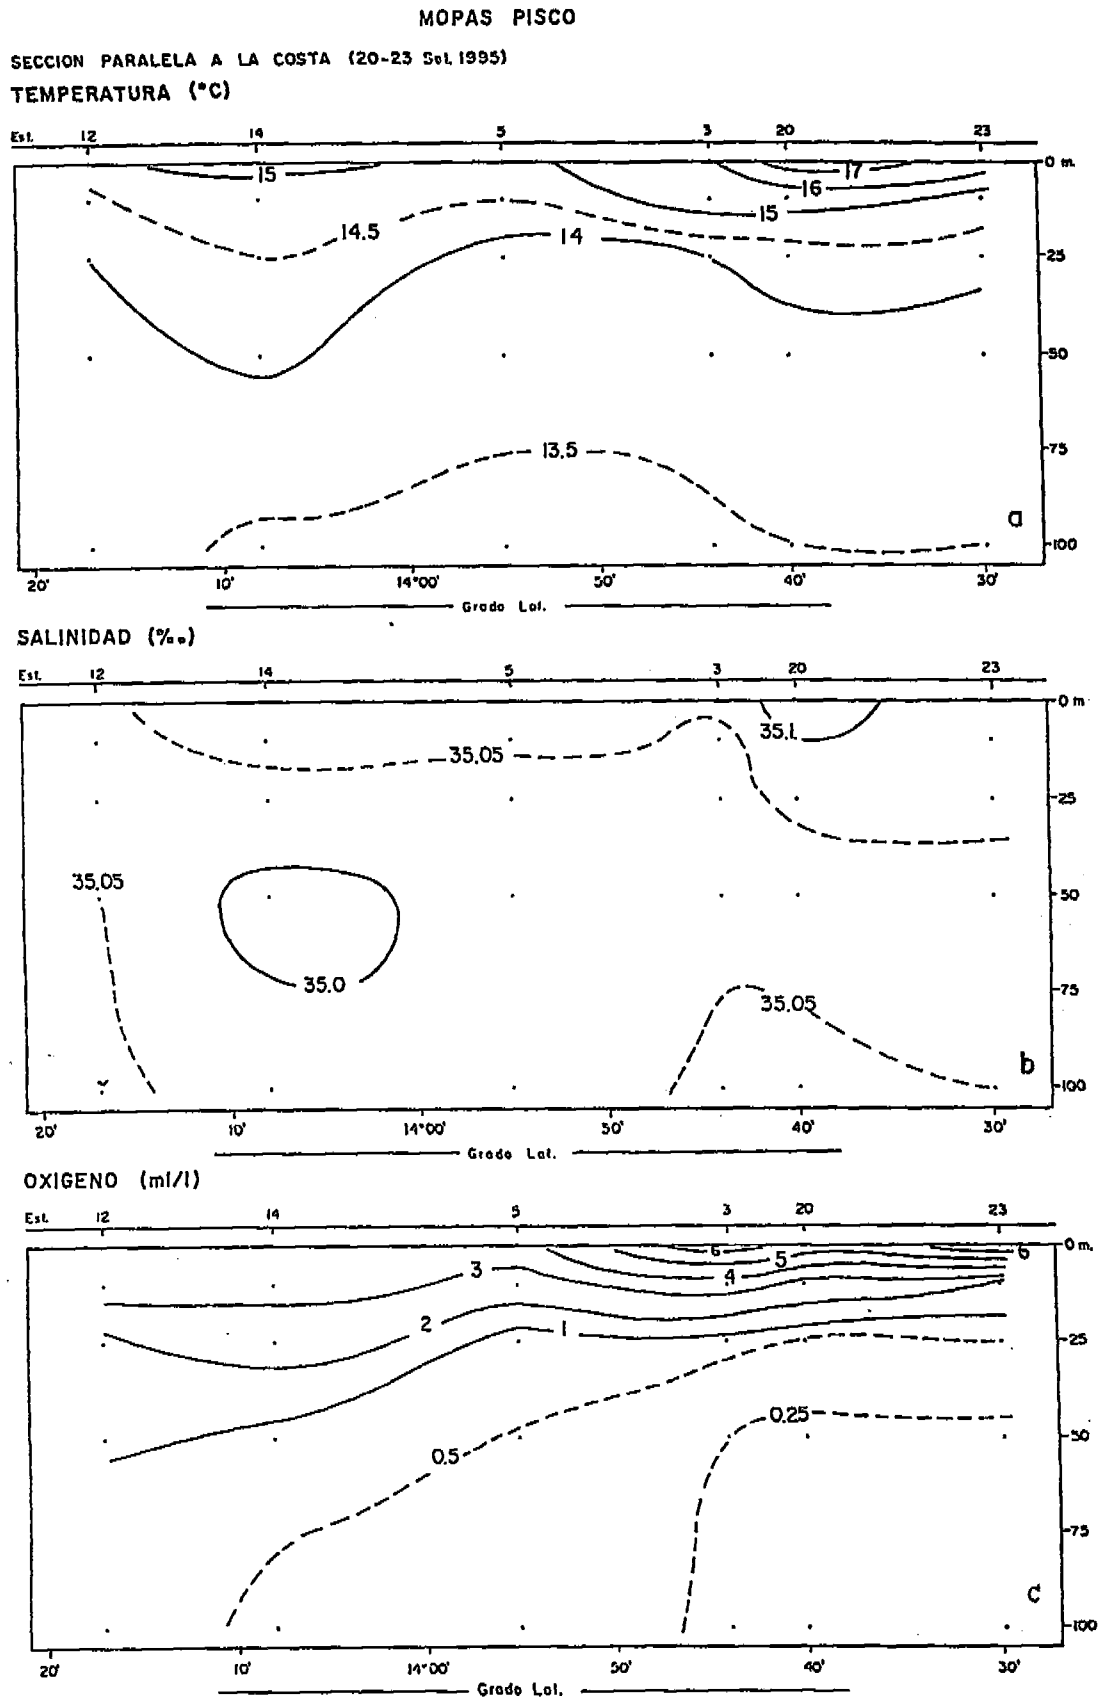 MOPAS PISCO
SECCION PARALELA A LA COSTA (20-23 Set. 1995)
TEMPERATURA (°C)
Est. 12 14 5 3 20 23
0 m.
15 17
16
15
14.5 14
25
50
13.5 75
a
100
20' 10' 14°00' 50' 40' 30'
Grado Lat.
SALINIDAD (‰)
Est. 12 14 5 3 20 23
0 m
35.1
35.05
25
35.05 50
35.0 75
35.05
b
100
20' 10' 14°00' 50' 40' 30'
Grado Lat.
OXIGENO (ml/l)
Est. 12 14 5 3 20 23
0 m.
6 5 6
3 4
2 1
25
0.25
50
0.5
75
c
100
20' 10' 14°00' 50' 40' 30'
Grado Lat.